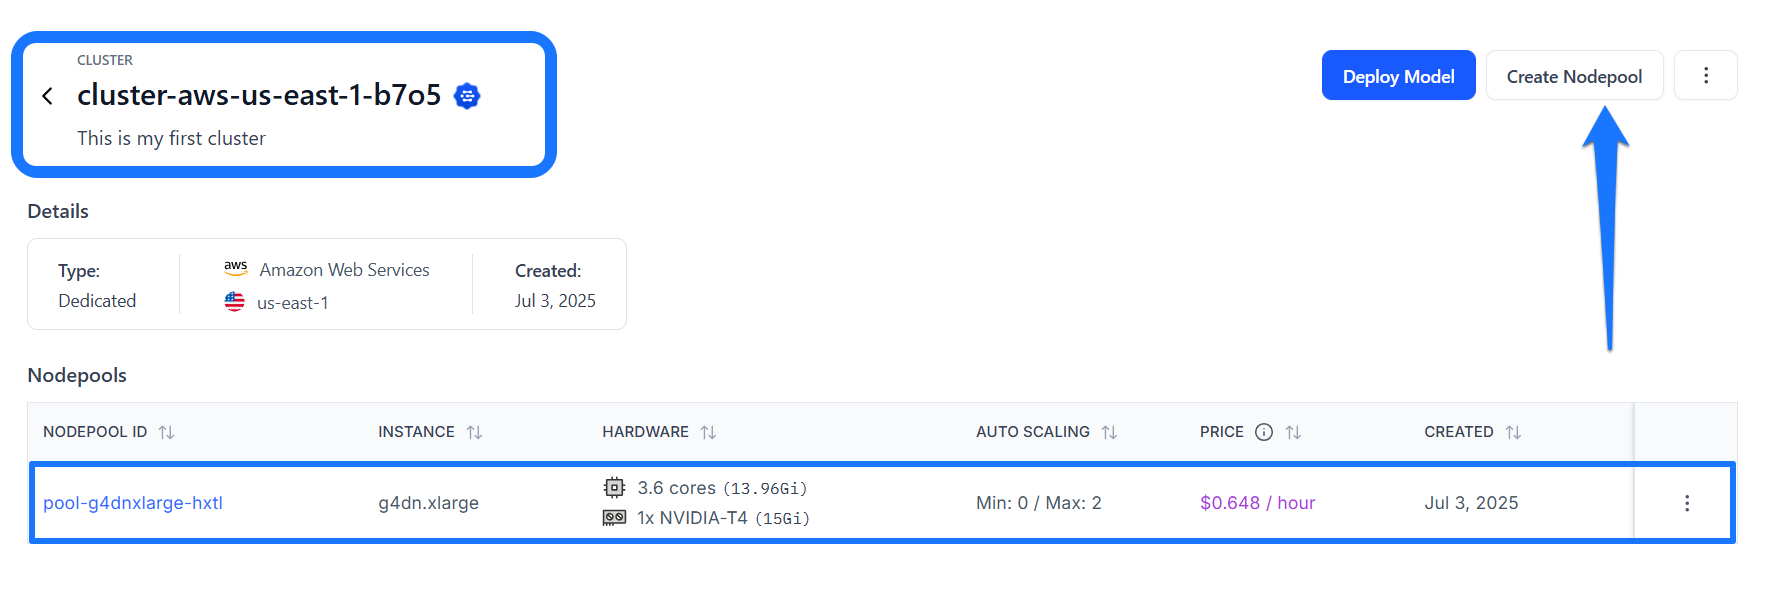 CLUSTER
cluster-aws-us-east-1-b7o5
This is my first cluster
Deploy Model
Create Nodepool
Details
Type:
Dedicated
aws Amazon Web Services
us-east-1
Created:
Jul 3, 2025
Nodepools
NODEPOOL ID INSTANCE HARDWARE AUTO SCALING PRICE CREATED
pool-g4dnxlarge-hxtl g4dn.xlarge 3.6 cores (13.96Gi) Min: 0 / Max: 2 $0.648 / hour Jul 3, 2025
1x NVIDIA-T4 (15Gi)